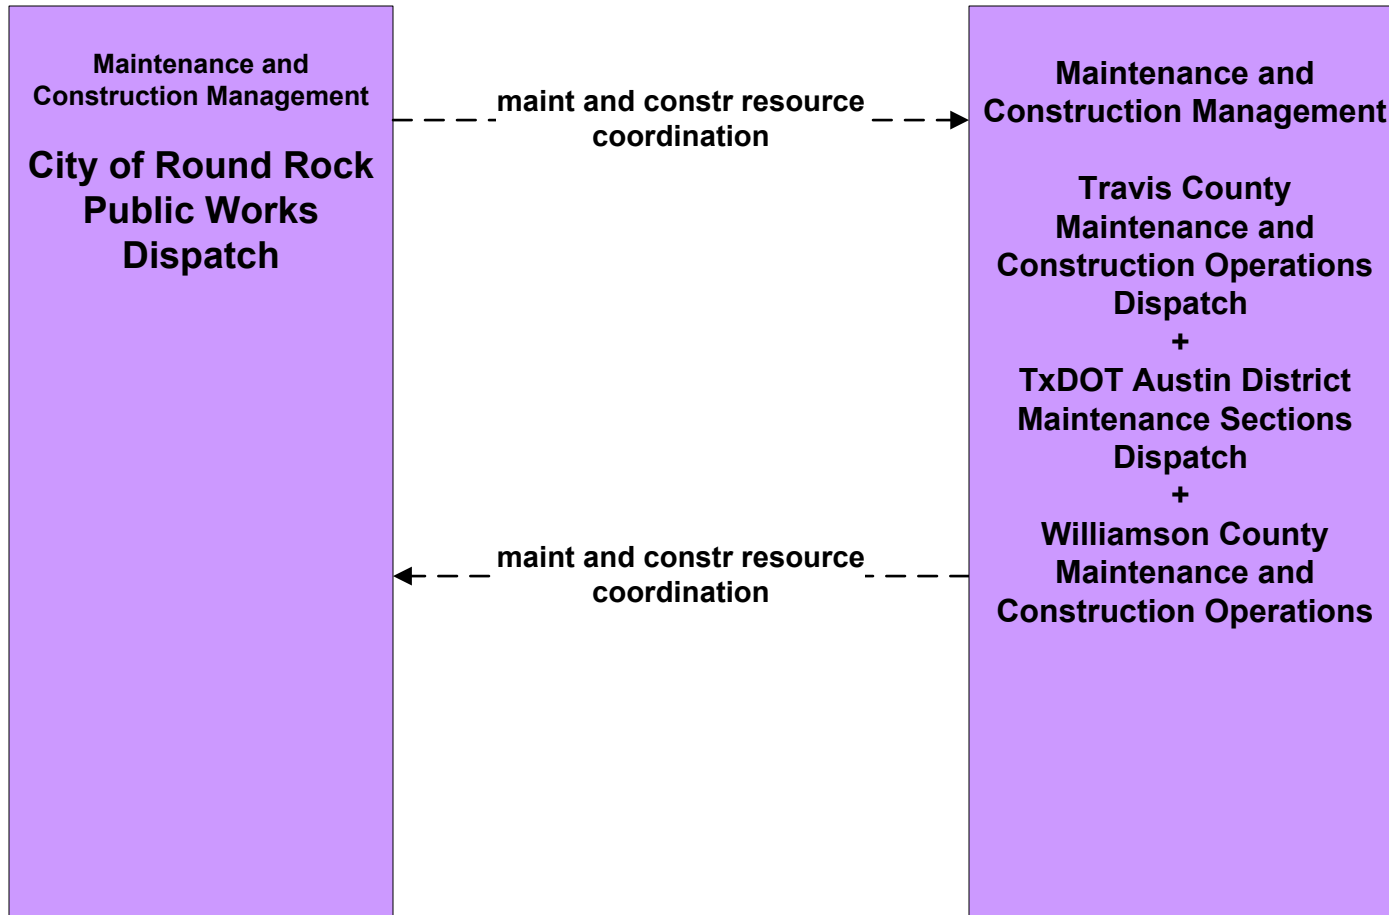 Maintenance and
Construction Management
City of Round Rock
Public Works
Dispatch
maint and constr resource
coordination
maint and constr resource
coordination
Maintenance and
Construction Management
Travis County
Maintenance and
Construction Operations
Dispatch
+
TxDOT Austin District
Maintenance Sections
Dispatch
+
Williamson County
Maintenance and
Construction Operations